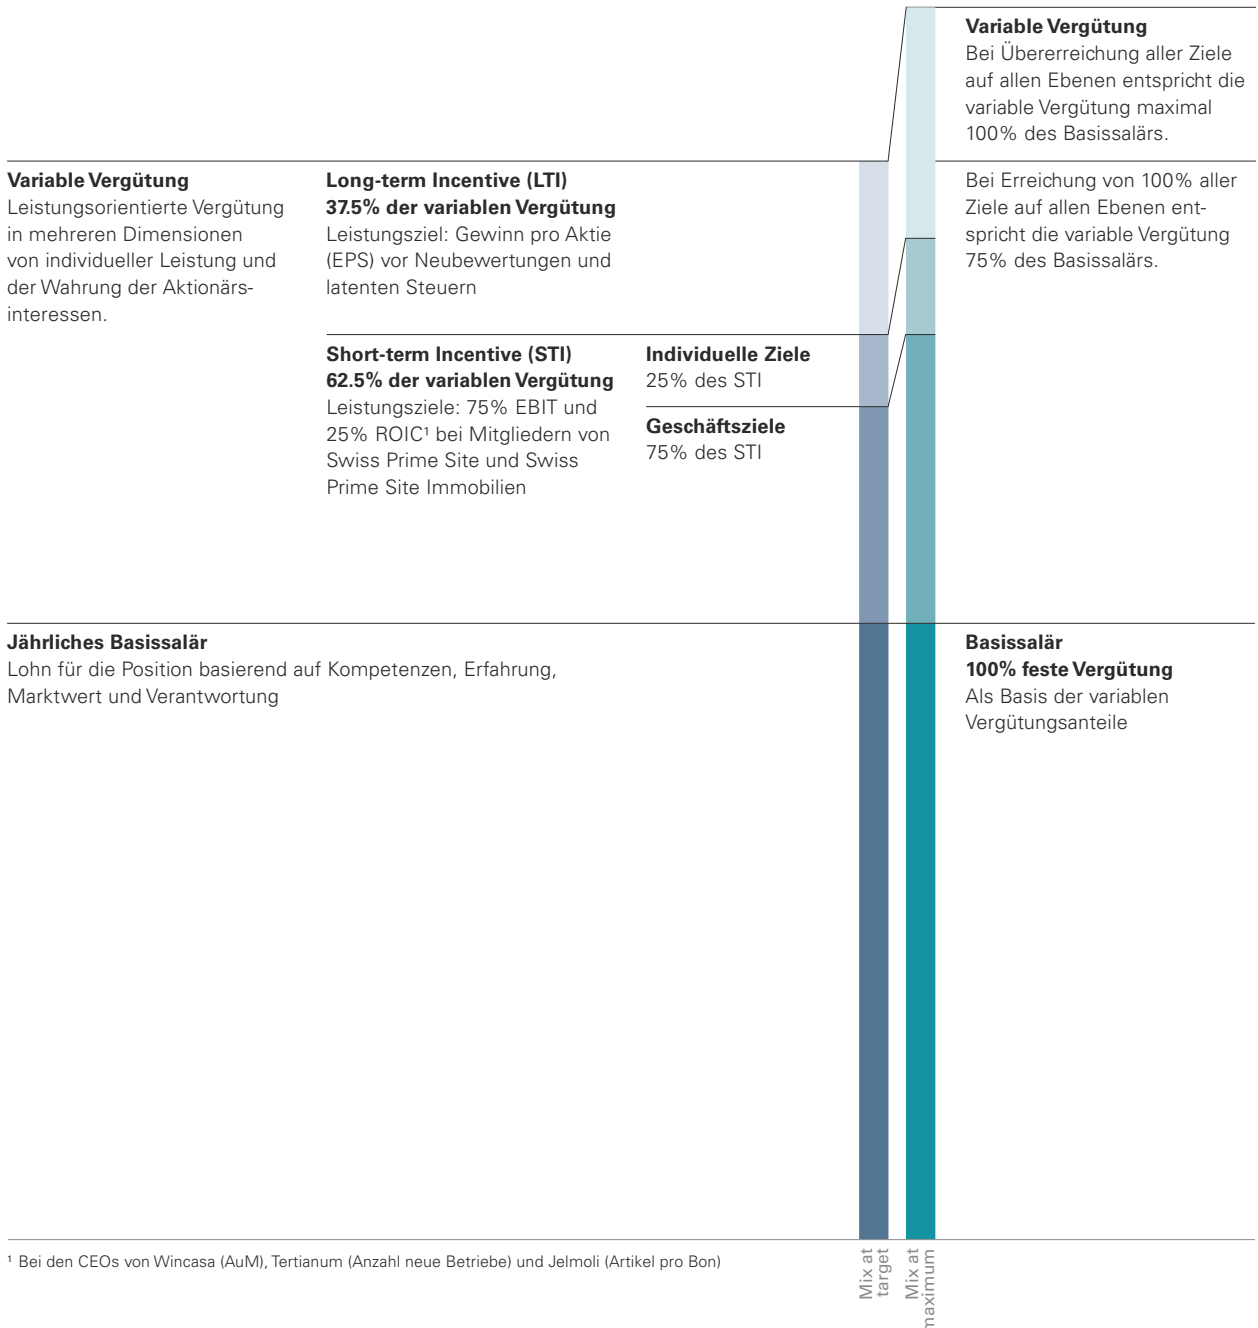 Variable Vergütung
Bei Übererreichung aller Ziele
auf allen Ebenen entspricht die
variable Vergütung maximal
100% des Basissalärs.
Variable Vergütung
Leistungsorientierte Vergütung
in mehreren Dimensionen
von individueller Leistung und
der Wahrung der Aktionärs-
interessen.
Long-term Incentive (LTI)
37.5% der variablen Vergütung
Leistungsziel: Gewinn pro Aktie
(EPS) vor Neubewertungen und
latenten Steuern
Bei Erreichung von 100% aller
Ziele auf allen Ebenen ent-
spricht die variable Vergütung
75% des Basissalärs.
Short-term Incentive (STI)
62.5% der variablen Vergütung
Leistungsziele: 75% EBIT und
25% ROIC¹ bei Mitgliedern von
Swiss Prime Site und Swiss
Prime Site Immobilien
Individuelle Ziele
25% des STI
Geschäftsziele
75% des STI
Jährliches Basissalär
Lohn für die Position basierend auf Kompetenzen, Erfahrung,
Marktwert und Verantwortung
Basissalär
100% feste Vergütung
Als Basis der variablen
Vergütungsanteile
¹ Bei den CEOs von Wincasa (AuM), Tertianum (Anzahl neue Betriebe) und Jelmoli (Artikel pro Bon)
Mix at
target
Mix at
maximum